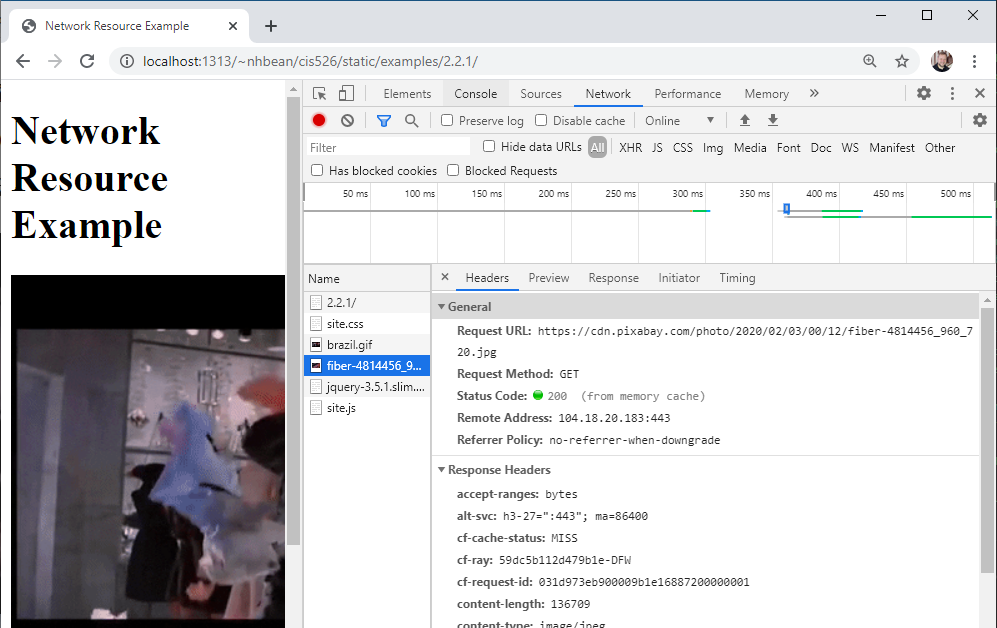 Network Resource Example
localhost:1313/~nhbean/cis526/static/examples/2.2.1/
Network
Resource
Example
Elements Console Sources Network Performance Memory »
Preserve log Disable cache Online
Filter Hide data URLs All XHR JS CSS Img Media Font Doc WS Manifest Other
Has blocked cookies Blocked Requests
50 ms 100 ms 150 ms 200 ms 250 ms 300 ms 350 ms 400 ms 450 ms 500 ms
Name
2.2.1/
site.css
brazil.gif
fiber-4814456_9...
jquery-3.5.1.slim....
site.js
Headers Preview Response Initiator Timing
General
Request URL: https://cdn.pixabay.com/photo/2020/02/03/00/12/fiber-4814456_960_7
20.jpg
Request Method: GET
Status Code: 200 (from memory cache)
Remote Address: 104.18.20.183:443
Referrer Policy: no-referrer-when-downgrade
Response Headers
accept-ranges: bytes
alt-svc: h3-27=":443"; ma=86400
cf-cache-status: MISS
cf-ray: 59dc5b112d479b1e-DFW
cf-request-id: 031d973eb900009b1e16887200000001
content-length: 136709
content-type: image/jpeg